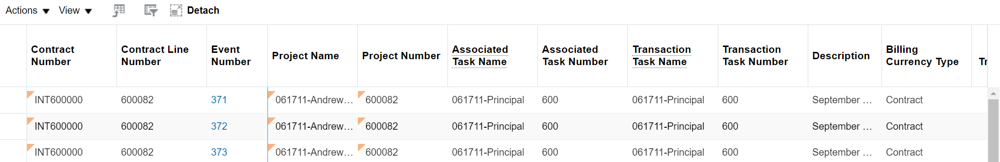 Actions View Detach
Contract Number Contract Line Number Event Number Project Name Project Number Associated Task Name Associated Task Number Transaction Task Name Transaction Task Number Description Billing Currency Type Tr
INT600000 600082 371 061711-Andrew... 600082 061711-Principal 600 061711-Principal 600 September ... Contract
INT600000 600082 372 061711-Andrew... 600082 061711-Principal 600 061711-Principal 600 September ... Contract
INT600000 600082 373 061711-Andrew... 600082 061711-Principal 600 061711-Principal 600 September ... Contract